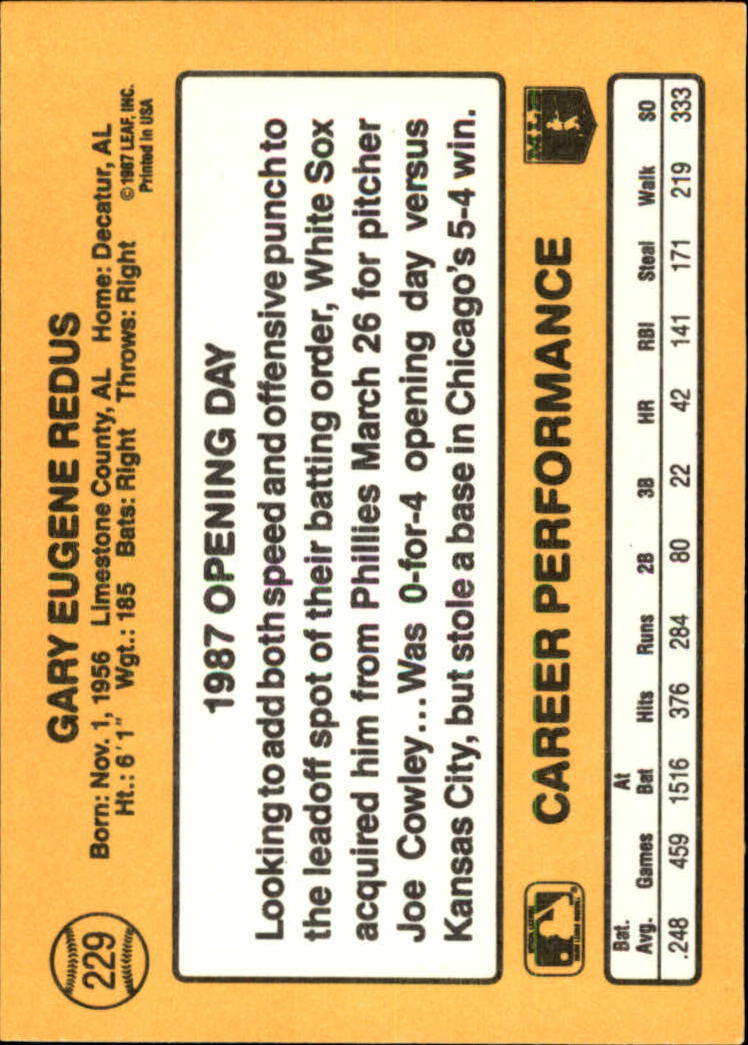 229
GARY EUGENE REDUS
Born: Nov. 1, 1956 Limestone County, AL Home: Decatur, AL
Ht.: 6'1" Wgt.: 185 Bats: Right Throws: Right
© 1987 LEAF, INC.
Printed in USA
1987 OPENING DAY
Looking to add both speed and offensive punch to
the leadoff spot of their batting order, White Sox
acquired him from Phillies March 26 for pitcher
Joe Cowley...Was 0-for-4 opening day versus
Kansas City, but stole a base in Chicago's 5-4 win.
CAREER PERFORMANCE
MLB
Bat. Avg. Games At Bat Hits Runs 2B 3B HR RBI Steal Walk SO
.248 459 1516 376 284 80 22 42 141 171 219 333